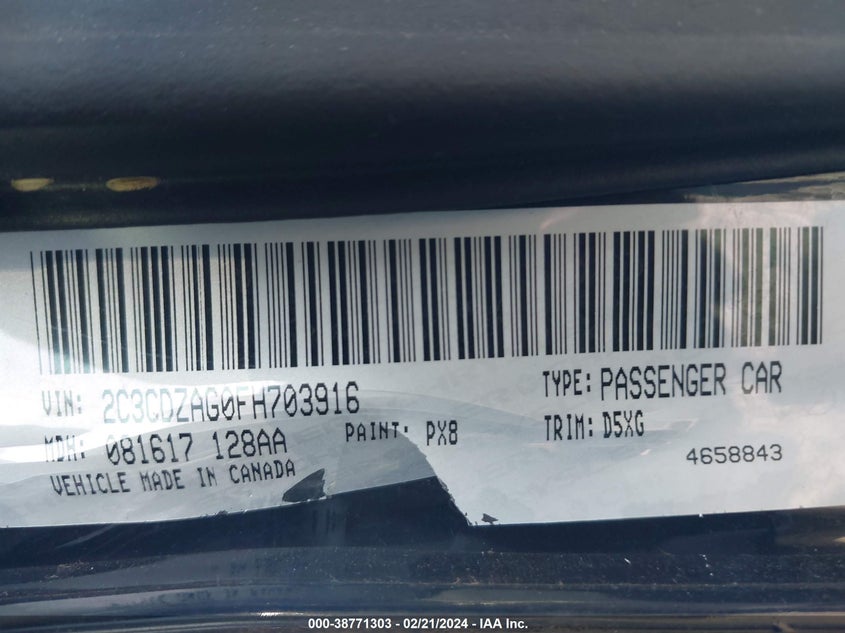 VIN: 2C3CDZAG0FH703916
TYPE: PASSENGER CAR
MDH: 081617 128AA
PAINT: PX8
TRIM: D5XG
VEHICLE MADE IN CANADA
4658843
000-38771303 - 02/21/2024 - IAA Inc.